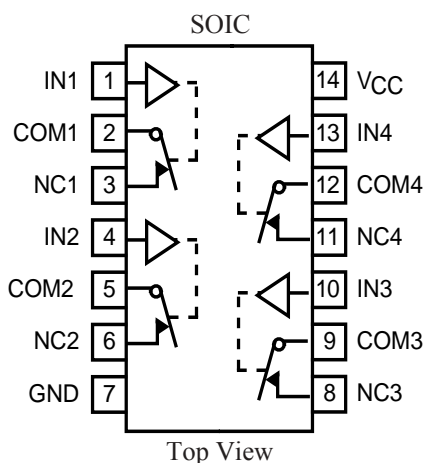 SOIC
IN1 1
COM1 2
NC1 3
IN2 4
COM2 5
NC2 6
GND 7
14 VCC
13 IN4
12 COM4
11 NC4
10 IN3
9 COM3
8 NC3
Top View